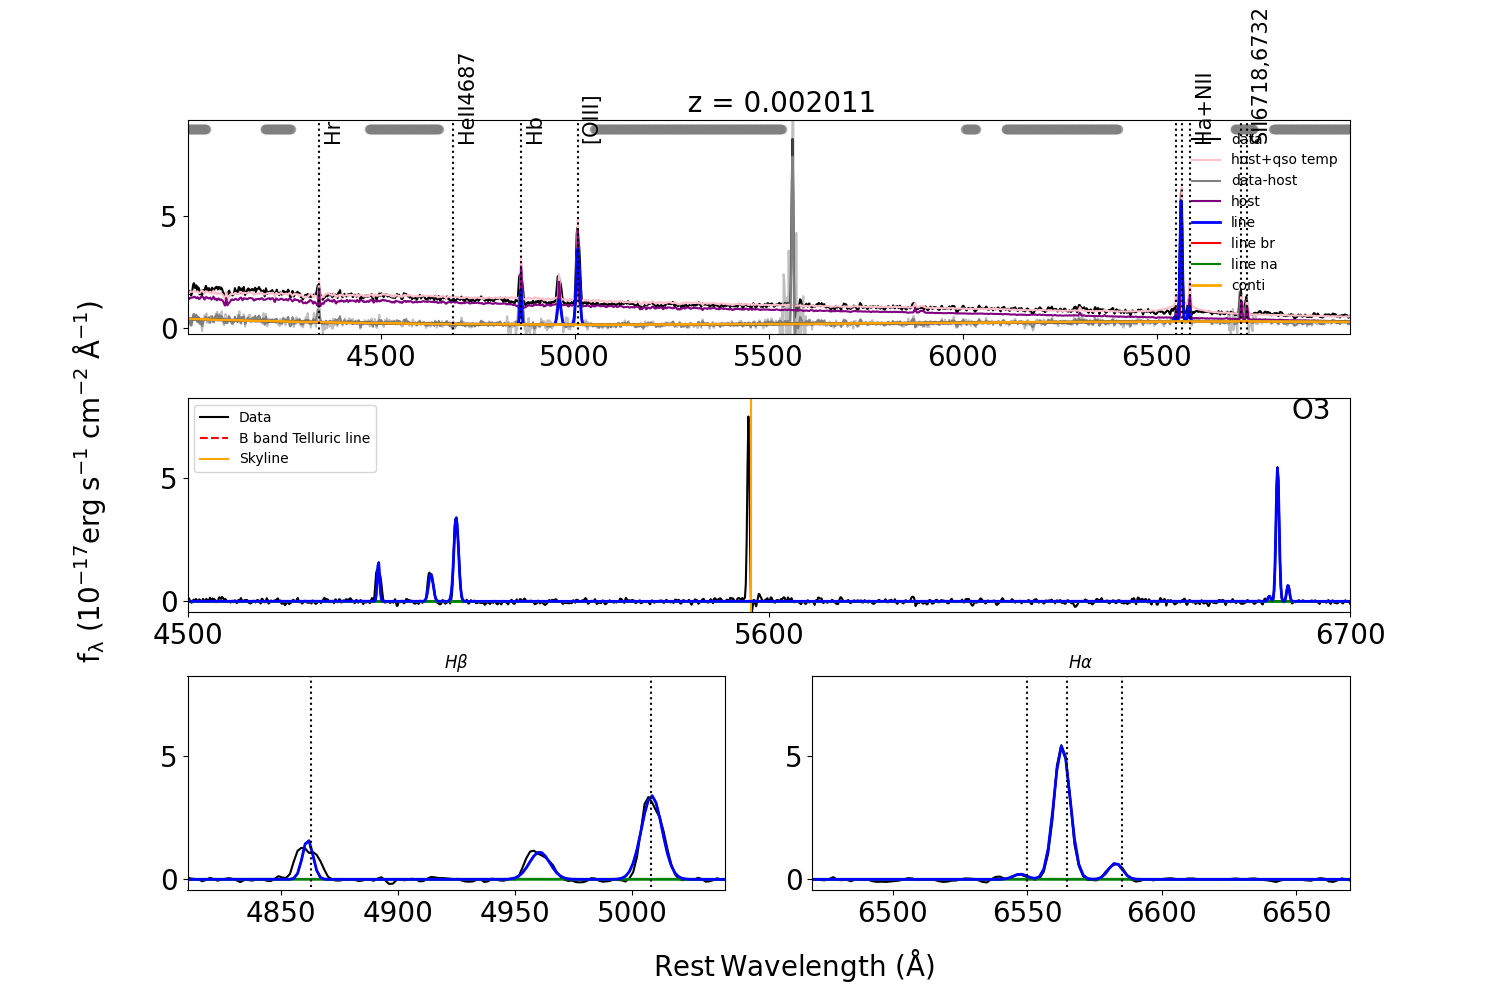 z = 0.002011
Hr
HeII4687
Hb
[OIII]
Ha+NII
SII6718,6732
data
host+qso temp
data-host
host
line
line br
line na
conti
5
0
4500 5000 5500 6000 6500
fλ (10⁻¹⁷erg s⁻¹ cm⁻² Å⁻¹)
Data
B band Telluric line
Skyline
O3
5
0
4500 5600 6700
Hβ
5
0
4850 4900 4950 5000
Hα
5
0
6500 6550 6600 6650
Rest Wavelength (Å)